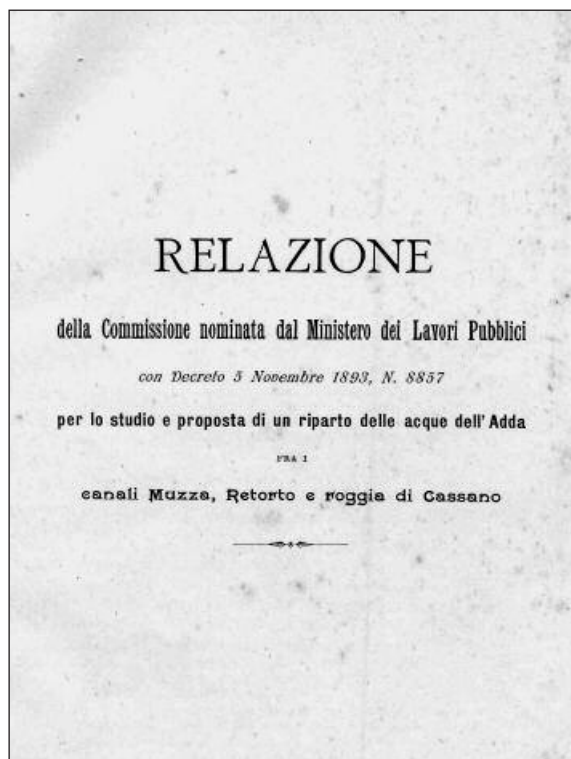 RELAZIONE
della Commissione nominata dal Ministero dei Lavori Pubblici
con Decreto 5 Novembre 1893, N. 8857
per lo studio e proposta di un riparto delle acque dell'Adda
FRA I
canali Muzza, Retorto e roggia di Cassano